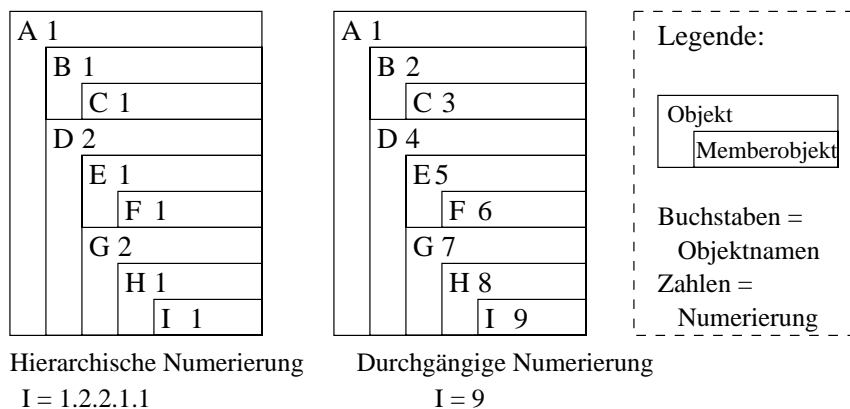 A 1
B 1
C 1
D 2
E 1
F 1
G 2
H 1
I 1
Hierarchische Numerierung
I = 1.2.2.1.1
A 1
B 2
C 3
D 4
E 5
F 6
G 7
H 8
I 9
Durchgängige Numerierung
I = 9
Legende:
Objekt
Memberobjekt
Buchstaben =
Objektnamen
Zahlen =
Numerierung